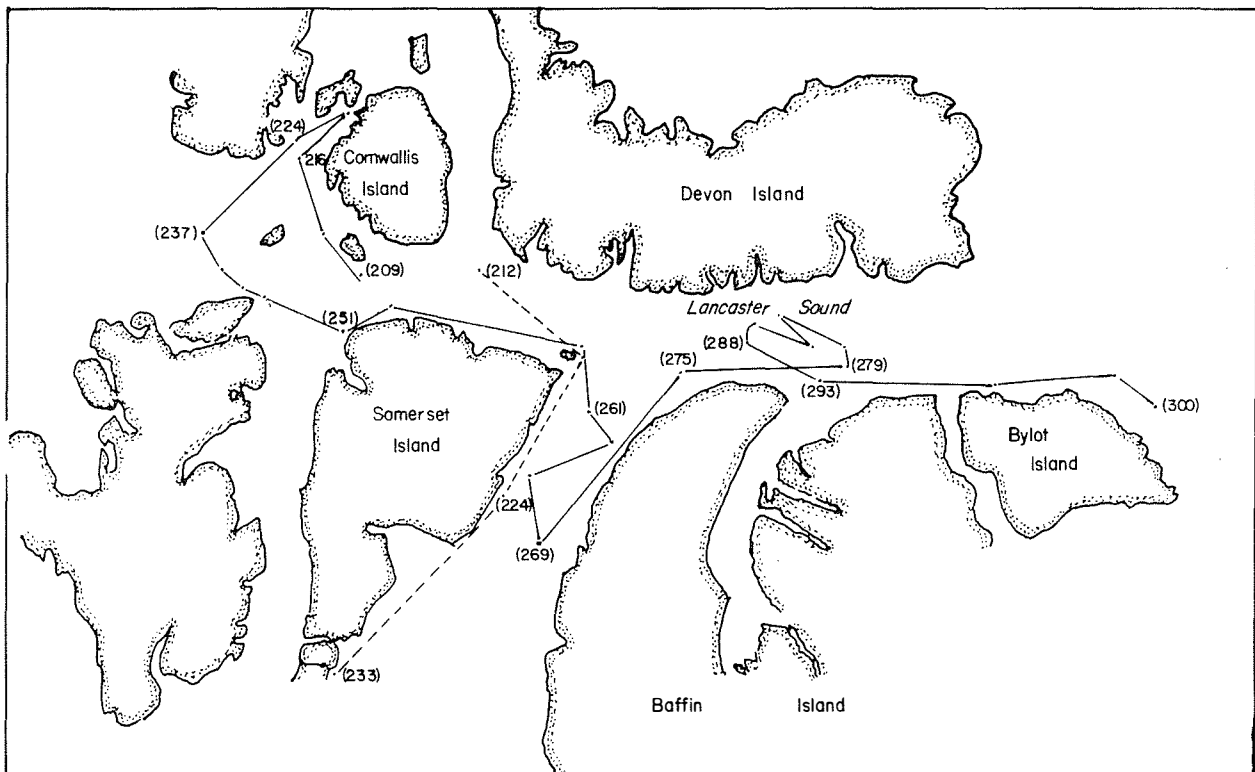 (224)
216
Cornwallis
Island
Devon Island
(237)
(209)
(212)
Lancaster Sound
(251)
(288)
(275)
(279)
(293)
(300)
(261)
Somerset
Island
Bylot
Island
(224)
(269)
(233)
Baffin Island